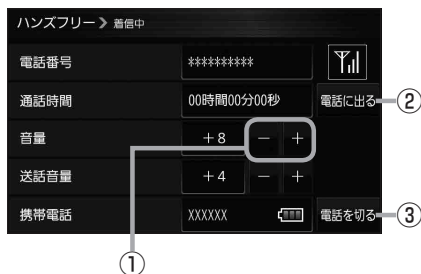 ハンズフリー❯ 着信中
電話番号 **********
通話時間 00時間00分00秒 電話に出る ②
音量 +8 − +
送話音量 +4 − +
携帯電話 XXXXXX 電話を切る ③
①